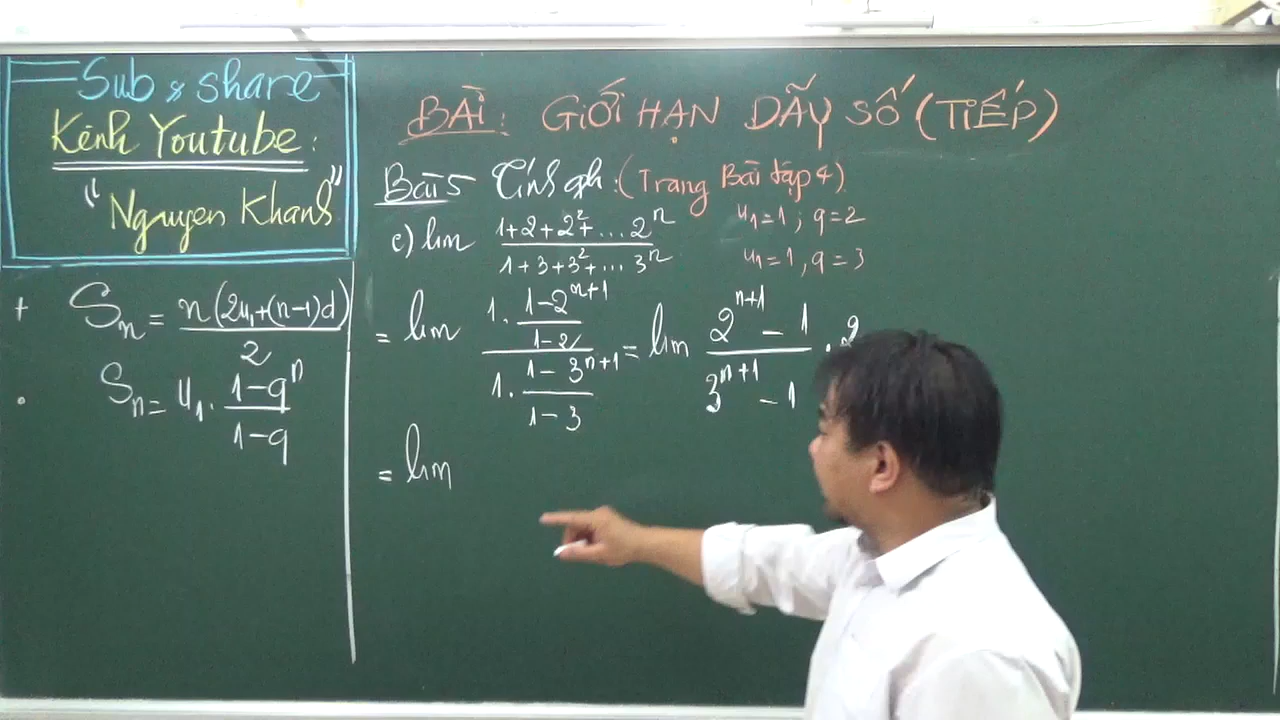 Sub & share
Kênh Youtube:
"Nguyen Khanh"
BÀI: GIỚI HẠN DÃY SỐ (TIẾP)
Bài 5 Tính gh: (Trang Bài tập 4)
c) lim (1+2+2²+...2ⁿ)/(1+3+3²+...3ⁿ)
u₁=1; q=2
u₁=1, q=3
= lim (1.(1-2ⁿ⁺¹)/(1-2))/(1.(1-3ⁿ⁺¹)/(1-3)) = lim (2ⁿ⁺¹-1)/(3ⁿ⁺¹-1) . 2
= lim
+ Sₙ = n(2u₁+(n-1)d)/2
. Sₙ = u₁. (1-qⁿ)/(1-q)